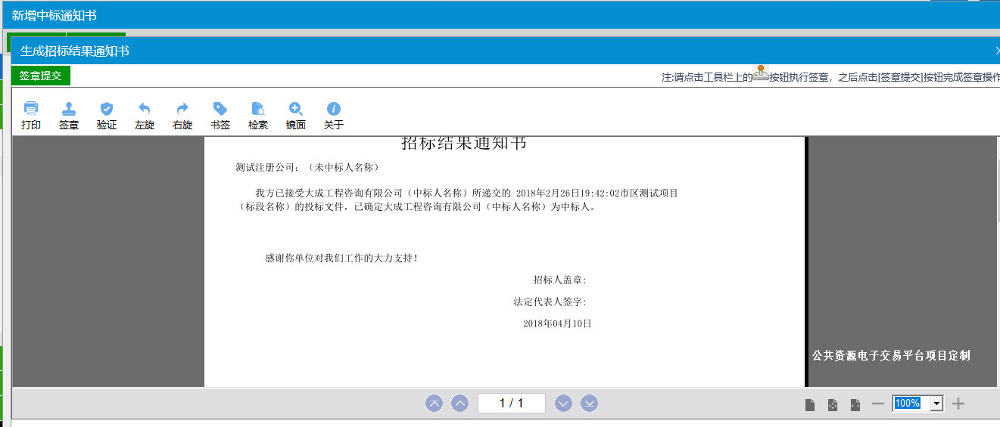 新增中标通知书
生成招标结果通知书
签章提交
注:请点击工具栏上的按钮执行签章，之后点击[签章提交]按钮完成签章操作
打印 签章 验证 左旋 右旋 书签 检索 镜面 关于
招标结果通知书
测试注册公司：（未中标人名称）
我方已接受大成工程咨询有限公司（中标人名称）所递交的 2018年2月26日19:42:02市区测试项目
（标段名称）的投标文件，已确定大成工程咨询有限公司（中标人名称）为中标人。
感谢你单位对我们工作的大力支持！
招标人盖章：
法定代表人签字：
2018年04月10日
公共资源电子交易平台项目定制
1 / 1
100%